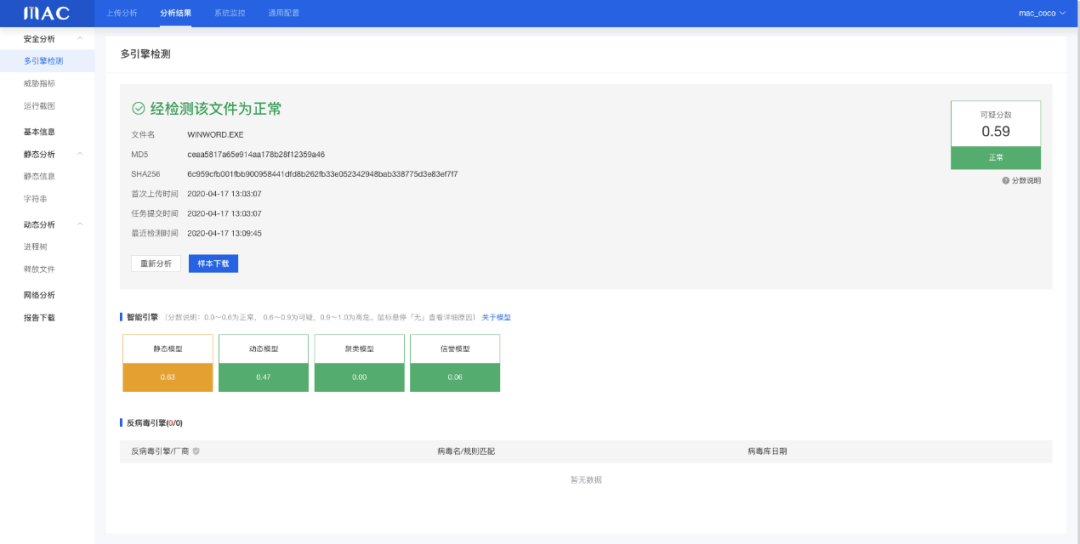 MAC 上传分析 分析结果 系统监控 通用配置 mac_coco
安全分析
多引擎检测
威胁指标
运行截图
基本信息
静态分析
静态信息
字符串
动态分析
进程树
释放文件
网络分析
报告下载
多引擎检测
经检测该文件为正常
文件名 WINWORD.EXE
MD5 ceaa5817a65e914aa178b28f12359a46
SHA256 6c959cfb001fbb900958441dfd8b262fb33e052342948bab338775d3e83ef7f7
首次上传时间 2020-04-17 13:03:07
任务提交时间 2020-04-17 13:03:07
最近检测时间 2020-04-17 13:09:45
重新分析 样本下载
可疑分数
0.59
正常
分数说明
智能引擎 (分数说明：0.0~0.6为正常， 0.6~0.9为可疑，0.9~1.0为高危。鼠标悬停「无」查看详细原因) 关于模型
静态模型 动态模型 聚类模型 信誉模型
0.63 0.47 0.00 0.06
反病毒引擎(0/0)
反病毒引擎/厂商 病毒名/规则匹配 病毒库日期
暂无数据